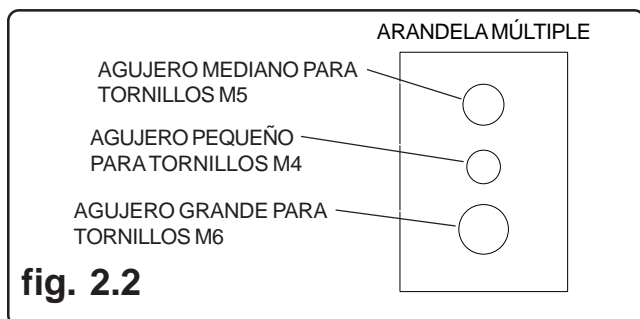 ARANDELA MÚLTIPLE
AGUJERO MEDIANO PARA
TORNILLOS M5
AGUJERO PEQUEÑO
PARA TORNILLOS M4
AGUJERO GRANDE PARA
TORNILLOS M6
fig. 2.2